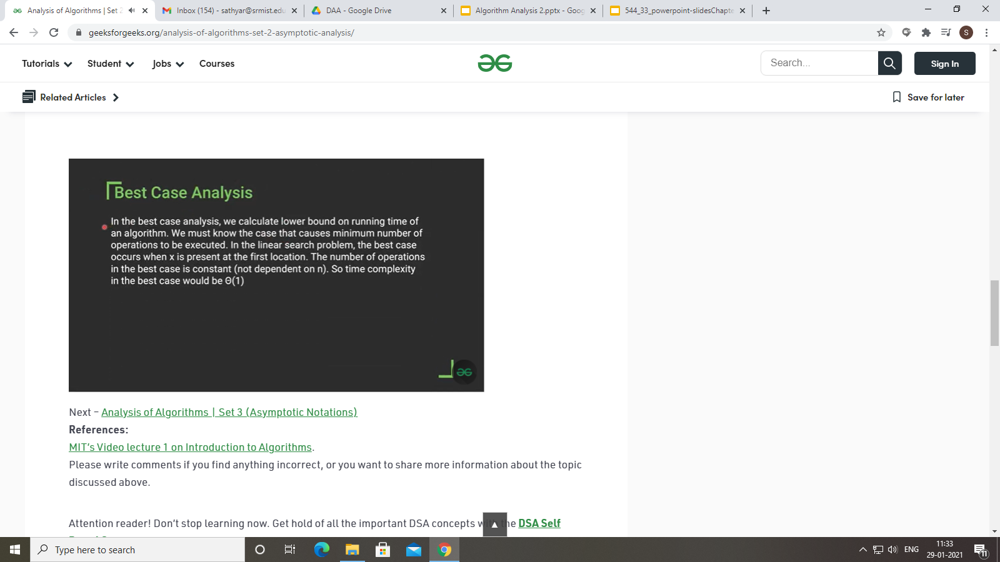 Analysis of Algorithms | Set 2
Inbox (154) - sathyar@srmist.edu
DAA - Google Drive
Algorithm Analysis 2.pptx - Goog
544_33_powerpoint-slidesChapte
geeksforgeeks.org/analysis-of-algorithms-set-2-asymptotic-analysis/
S
Tutorials
Student
Jobs
Courses
Search...
Sign In
Related Articles
Save for later
Best Case Analysis
In the best case analysis, we calculate lower bound on running time of
an algorithm. We must know the case that causes minimum number of
operations to be executed. In the linear search problem, the best case
occurs when x is present at the first location. The number of operations
in the best case is constant (not dependent on n). So time complexity
in the best case would be Θ(1)
Next – Analysis of Algorithms | Set 3 (Asymptotic Notations)
References:
MIT’s Video lecture 1 on Introduction to Algorithms.
Please write comments if you find anything incorrect, or you want to share more information about the topic
discussed above.
Attention reader! Don’t stop learning now. Get hold of all the important DSA concepts with the DSA Self
Type here to search
ENG
11:33
29-01-2021
11